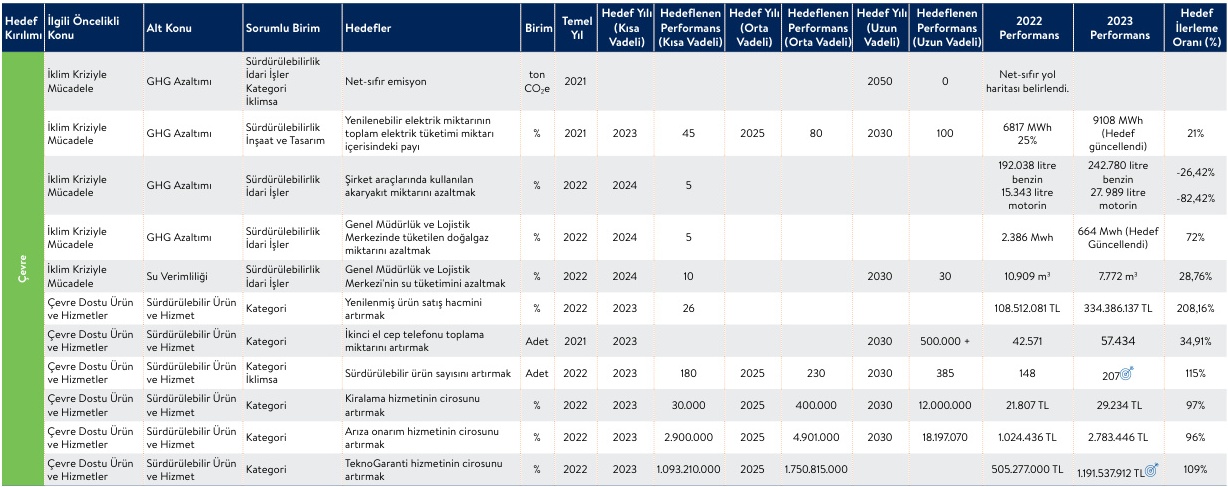 Hedef Kırılımı | İlgili Öncelikli Konu | Alt Konu | Sorumlu Birim | Hedefler | Birim | Temel Yıl | Hedef Yılı (Kısa Vadeli) | Hedeflenen Performans (Kısa Vadeli) | Hedef Yılı (Orta Vadeli) | Hedeflenen Performans (Orta Vadeli) | Hedef Yılı (Uzun Vadeli) | Hedeflenen Performans (Uzun Vadeli) | 2022 Performans | 2023 Performans | Hedef İlerleme Oranı (%)
Çevre
İklim Kriziyle Mücadele | GHG Azaltımı | Sürdürülebilirlik İdari İşler Kategori İklimsa | Net-sıfır emisyon | ton CO₂e | 2021 | 2050 | 0 | Net-sıfır yol haritası belirlendi.
İklim Kriziyle Mücadele | GHG Azaltımı | Sürdürülebilirlik İnşaat ve Tasarım | Yenilenebilir elektrik miktarının toplam elektrik tüketimi miktarı içerisindeki payı | % | 2021 | 2023 | 45 | 2025 | 80 | 2030 | 100 | 6817 MWh 25% | 9108 MWh (Hedef güncellendi) | 21%
İklim Kriziyle Mücadele | GHG Azaltımı | Sürdürülebilirlik İdari İşler | Şirket araçlarında kullanılan akaryakıt miktarını azaltmak | % | 2022 | 2024 | 5 | 192.038 litre benzin 15.343 litre motorin | 242.780 litre benzin 27. 989 litre motorin | -26,42% -82,42%
İklim Kriziyle Mücadele | GHG Azaltımı | Sürdürülebilirlik İdari İşler | Genel Müdürlük ve Lojistik Merkezinde tüketilen doğalgaz miktarını azaltmak | % | 2022 | 2024 | 5 | 2.386 Mwh | 664 Mwh (Hedef Güncellendi) | 72%
İklim Kriziyle Mücadele | Su Verimliliği | Sürdürülebilirlik İdari İşler | Genel Müdürlük ve Lojistik Merkezi'nin su tüketimini azaltmak | % | 2022 | 2024 | 10 | 2030 | 30 | 10.909 m³ | 7.772 m³ | 28,76%
Çevre Dostu Ürün ve Hizmetler | Sürdürülebilir Ürün ve Hizmet | Kategori | Yenilenmiş ürün satış hacmini artırmak | % | 2022 | 2023 | 26 | 108.512.081 TL | 334.386.137 TL | 208,16%
Çevre Dostu Ürün ve Hizmetler | Sürdürülebilir Ürün ve Hizmet | Kategori | İkinci el cep telefonu toplama miktarını artırmak | Adet | 2021 | 2023 | 2030 | 500.000 + | 42.571 | 57.434 | 34,91%
Çevre Dostu Ürün ve Hizmetler | Sürdürülebilir Ürün ve Hizmet | Kategori İklimsa | Sürdürülebilir ürün sayısını artırmak | Adet | 2022 | 2023 | 180 | 2025 | 230 | 2030 | 385 | 148 | 207 | 115%
Çevre Dostu Ürün ve Hizmetler | Sürdürülebilir Ürün ve Hizmet | Kategori | Kiralama hizmetinin cirosunu artırmak | % | 2022 | 2023 | 30.000 | 2025 | 400.000 | 2030 | 12.000.000 | 21.807 TL | 29.234 TL | 97%
Çevre Dostu Ürün ve Hizmetler | Sürdürülebilir Ürün ve Hizmet | Kategori | Arıza onarım hizmetinin cirosunu artırmak | % | 2022 | 2023 | 2.900.000 | 2025 | 4.901.000 | 2030 | 18.197.070 | 1.024.436 TL | 2.783.446 TL | 96%
Çevre Dostu Ürün ve Hizmetler | Sürdürülebilir Ürün ve Hizmet | Kategori | TeknoGaranti hizmetinin cirosunu artırmak | % | 2022 | 2023 | 1.093.210.000 | 2025 | 1.750.815.000 | 505.277.000 TL | 1.191.537.912 TL | 109%